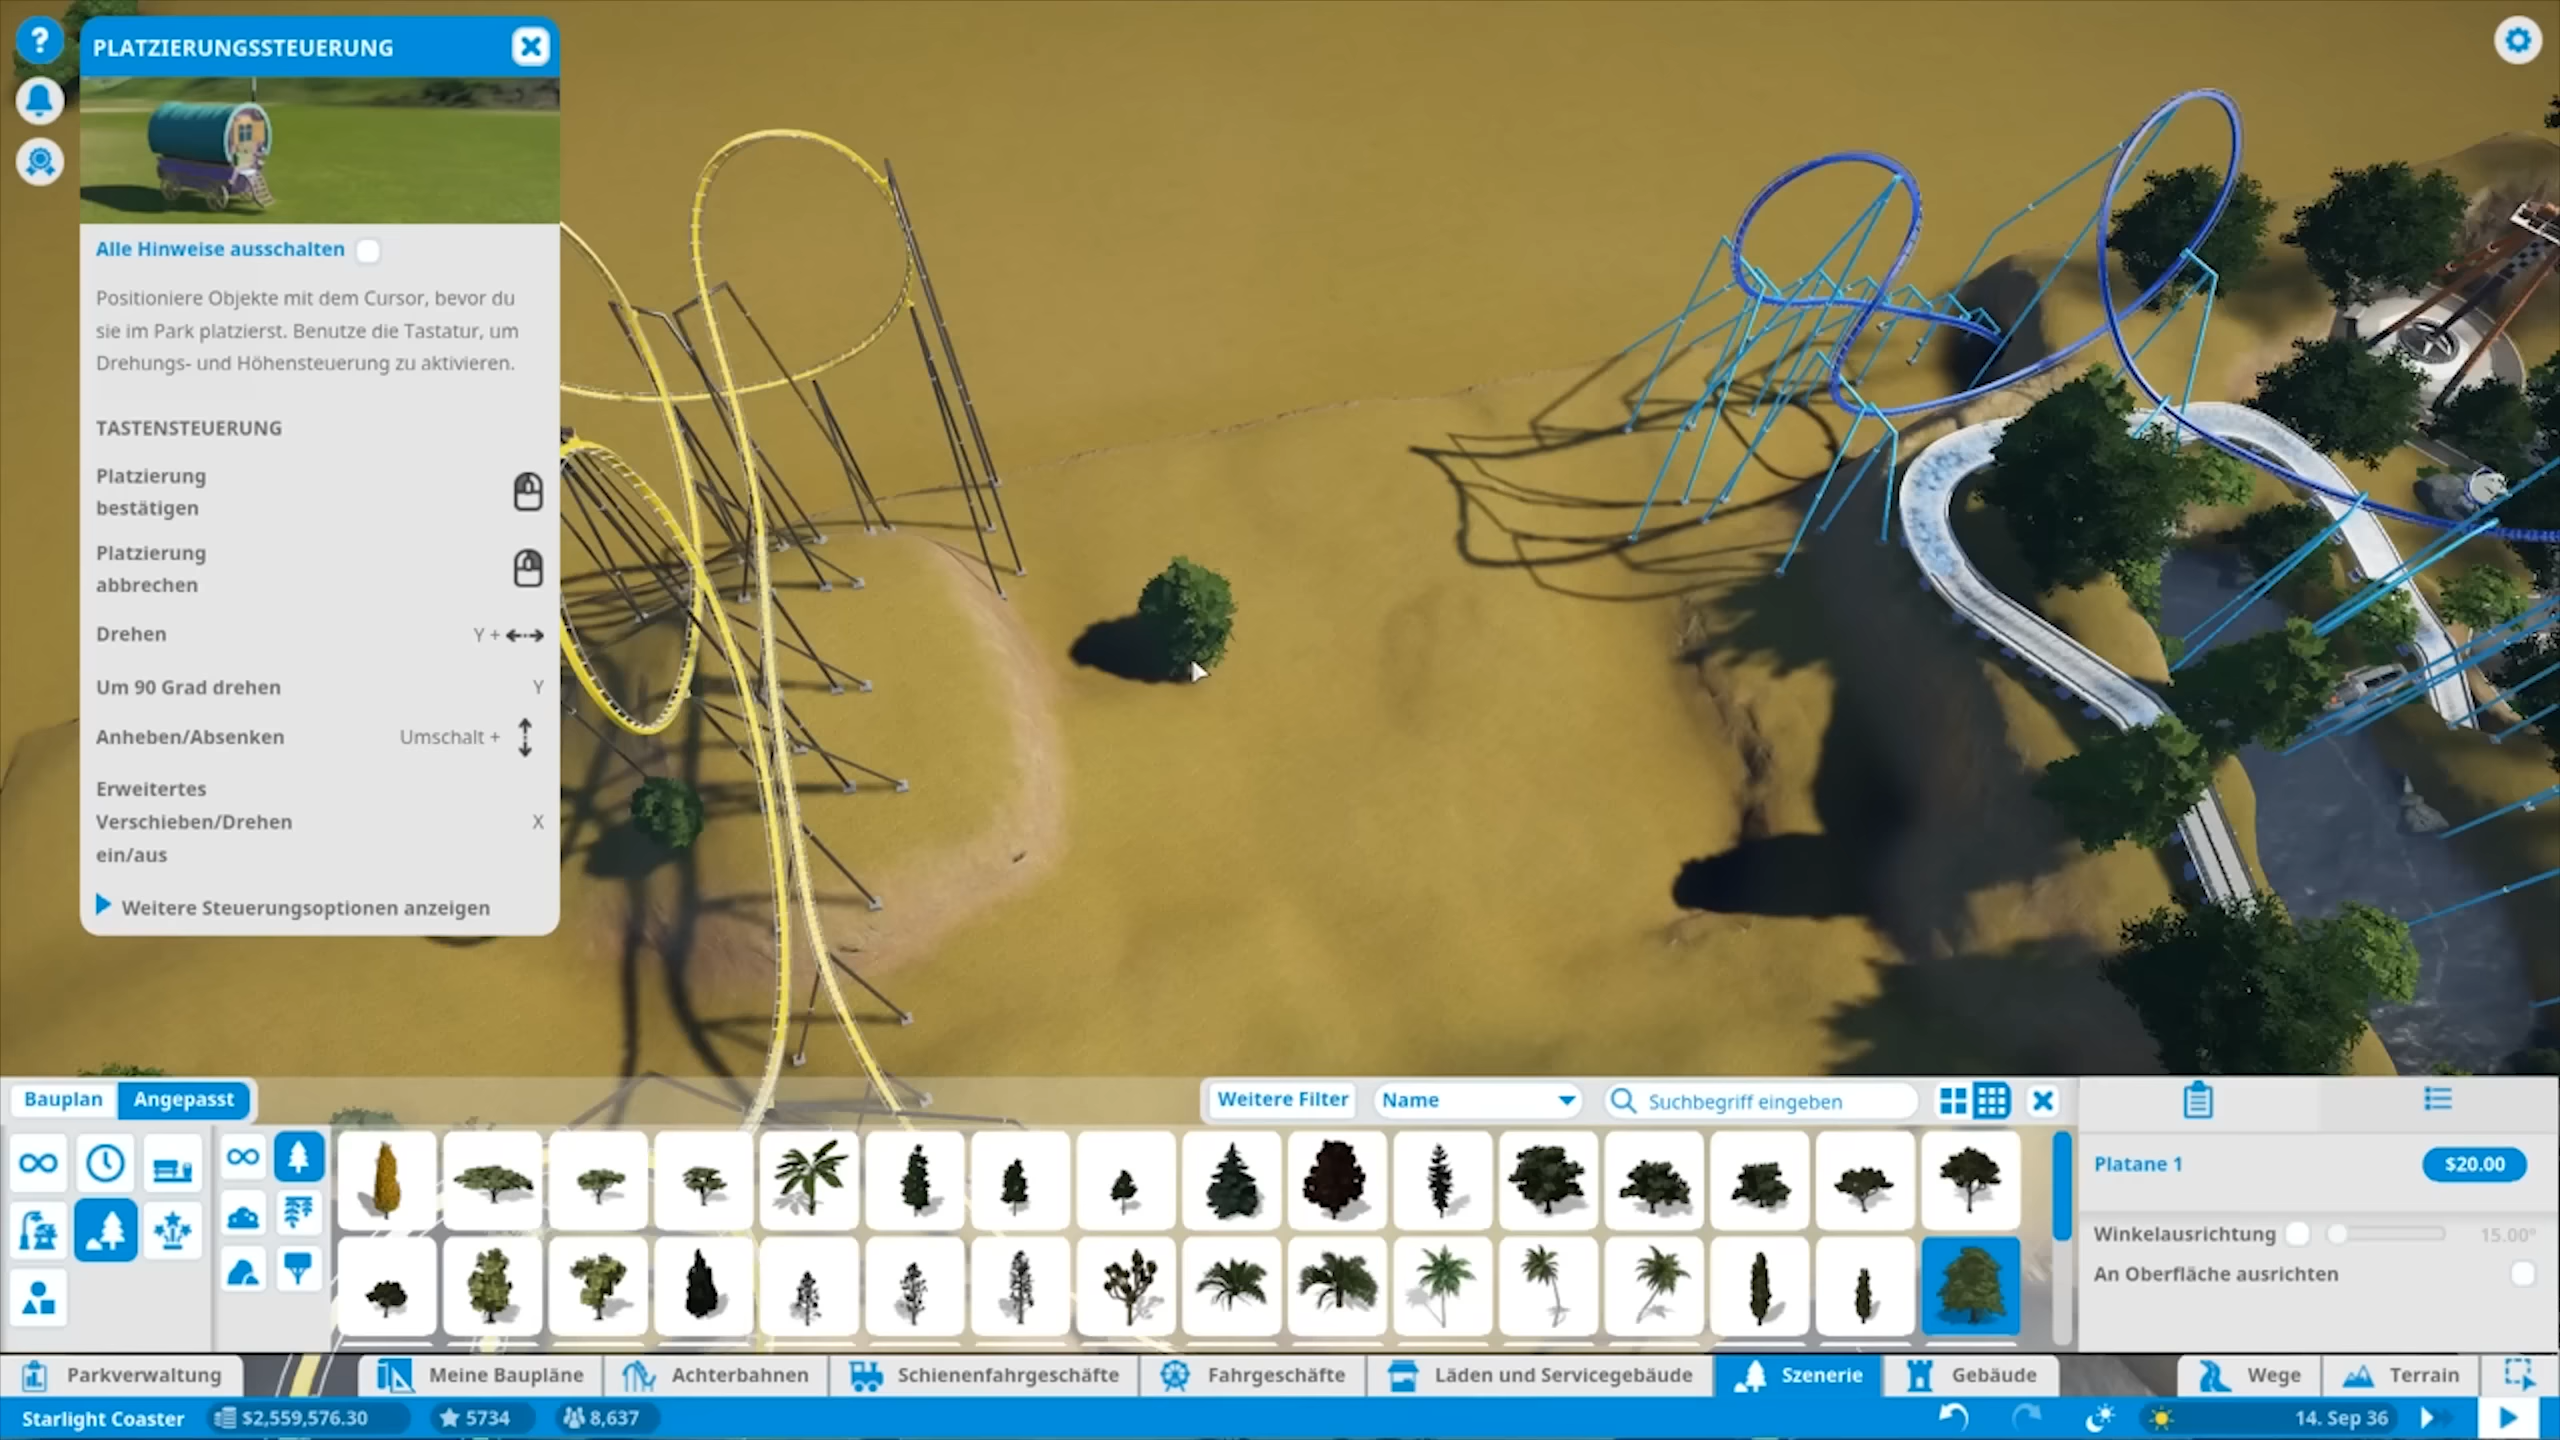 ?
PLATZIERUNGSSTEUERUNG
Alle Hinweise ausschalten
Positioniere Objekte mit dem Cursor, bevor du
sie im Park platzierst. Benutze die Tastatur, um
Drehungs- und Höhensteuerung zu aktivieren.
TASTENSTEUERUNG
Platzierung
bestätigen
Platzierung
abbrechen
Drehen Y +
Um 90 Grad drehen Y
Anheben/Absenken Umschalt +
Erweitertes
Verschieben/Drehen X
ein/aus
Weitere Steuerungsoptionen anzeigen
Bauplan Angepasst
Weitere Filter Name Suchbegriff eingeben
Platane 1 $20.00
Winkelausrichtung 15.00°
An Oberfläche ausrichten
Parkverwaltung Meine Baupläne Achterbahnen Schienenfahrgeschäfte Fahrgeschäfte Läden und Servicegebäude Szenerie Gebäude Wege Terrain
Starlight Coaster $2,559,576.30 5734 8,637 14. Sep 36